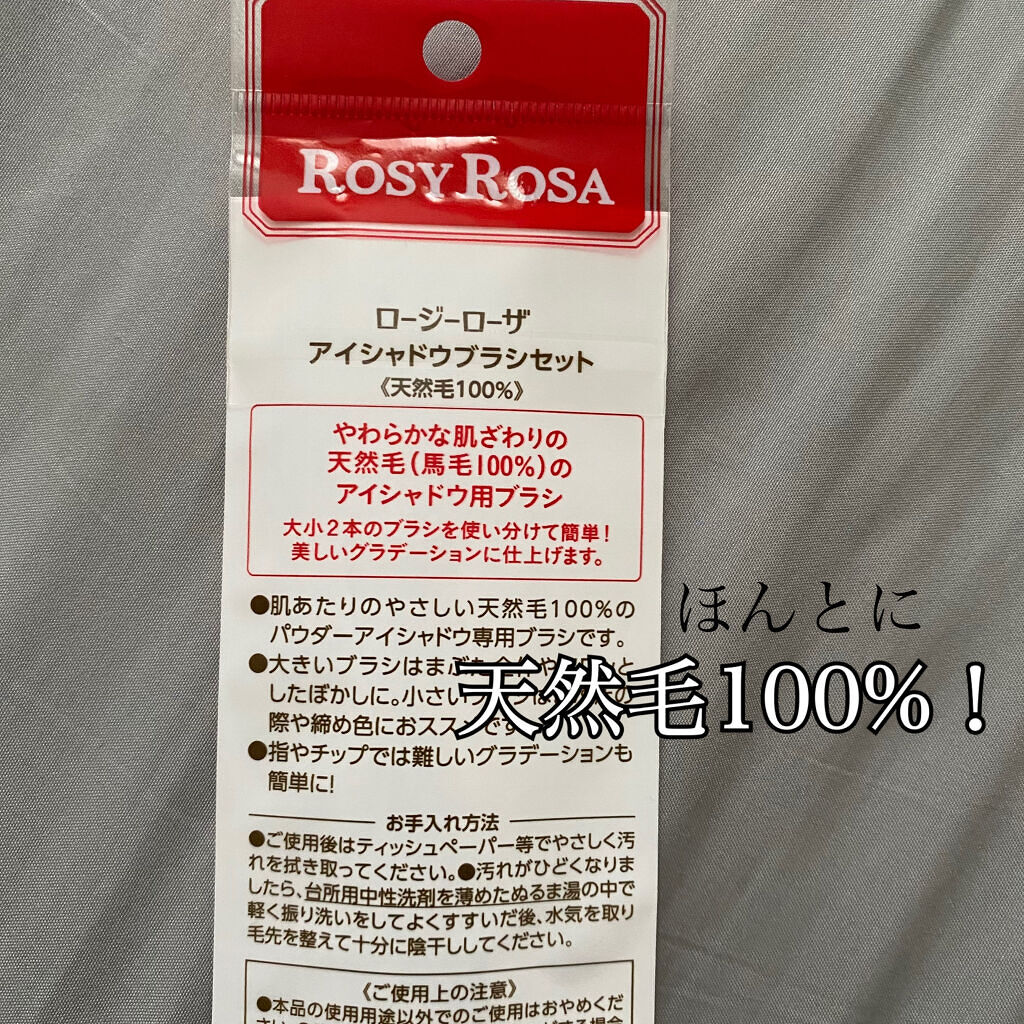 ROSY ROSA
ロージーローザ
アイシャドウブラシセット
《天然毛100%》
やわらかな肌ざわりの
天然毛(馬毛100%)の
アイシャドウ用ブラシ
大小2本のブラシを使い分けて簡単!
美しいグラデーションに仕上げます。
●肌あたりのやさしい天然毛100%の
パウダーアイシャドウ専用ブラシです。
●大きいブラシはまぶた
したぼかしに。小さい
際や締め色におススメです
●指やチップでは難しいグラデーションも
簡単に!
ほんとに
天然毛100%!
お手入れ方法
●ご使用後はティッシュペーパー等でやさしく汚
れを拭き取ってください。●汚れがひどくなりま
したら、台所用中性洗剤を薄めたぬるま湯の中で
軽く振り洗いをしてよくすすいだ後、水気を取り
毛先を整えて十分に陰干ししてください。
《ご使用上の注意》
●本品の使用用途以外でのご使用はおやめくだ